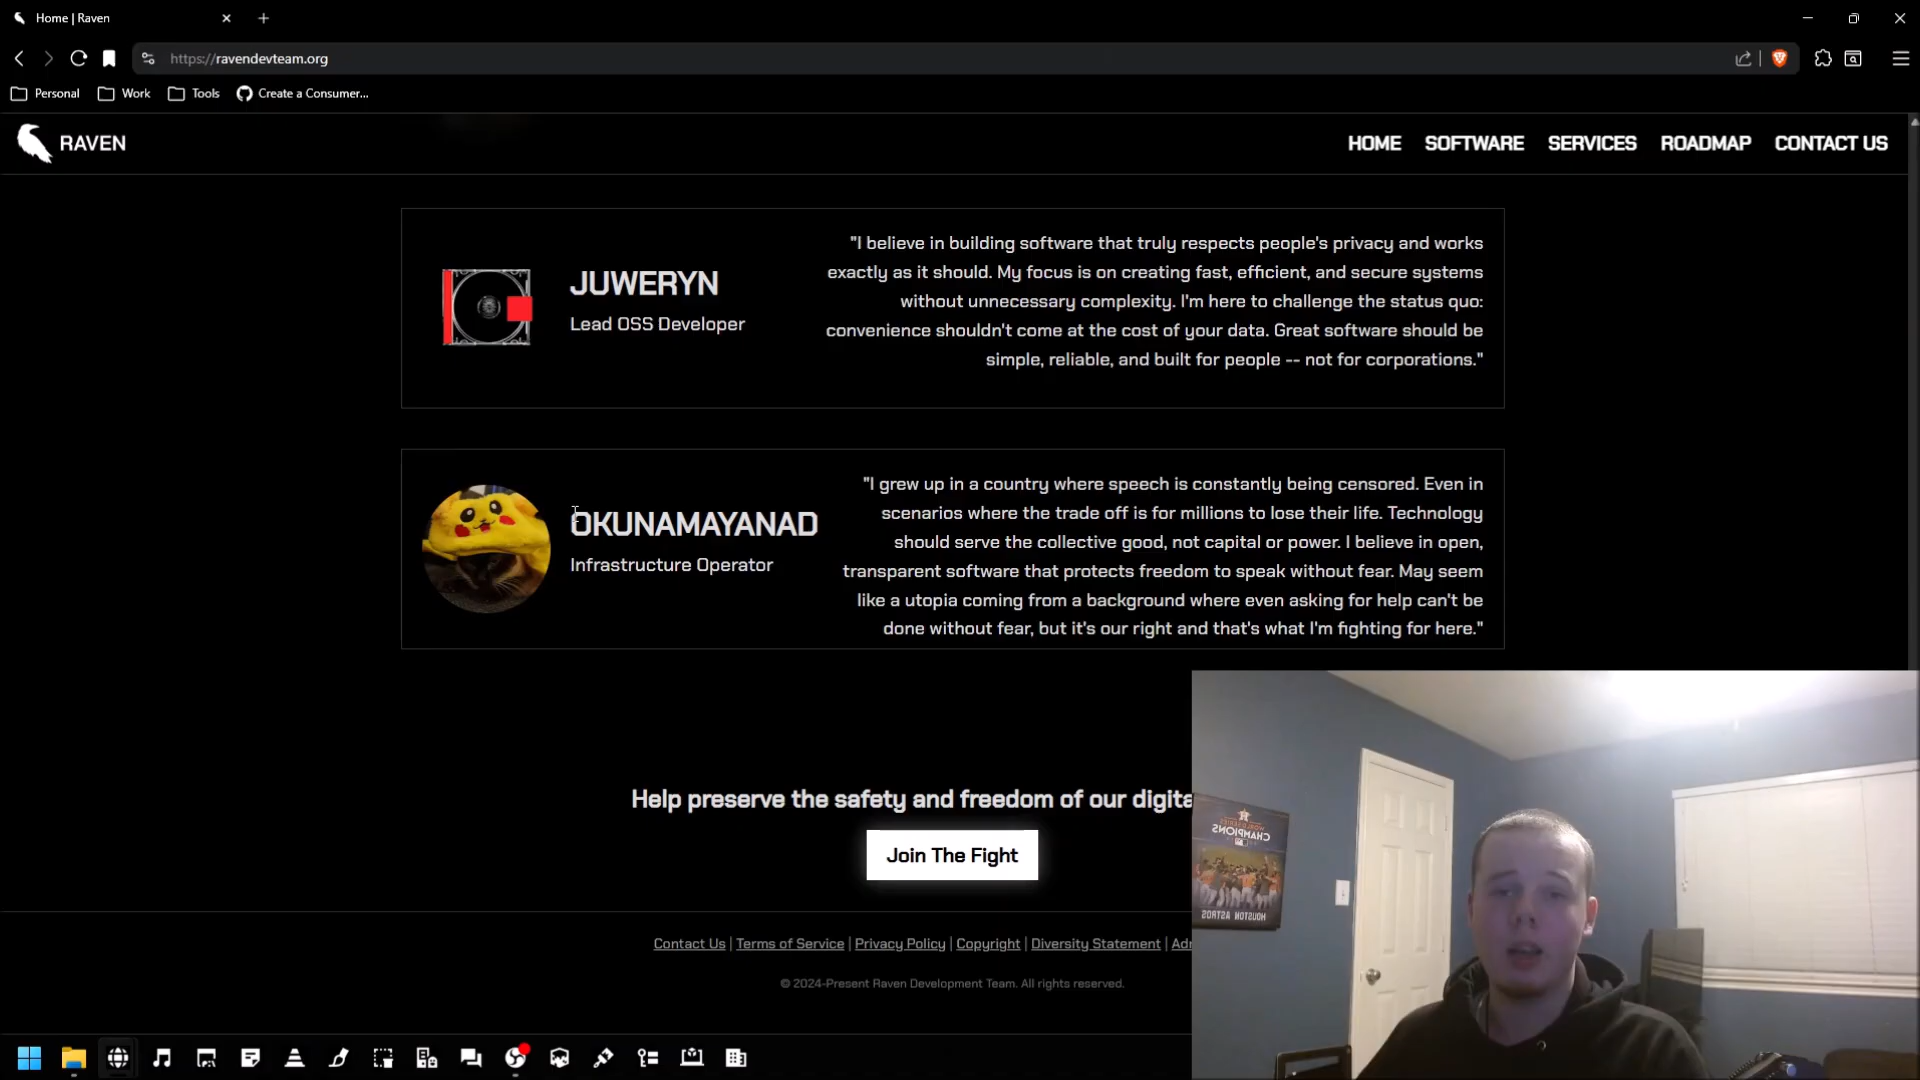 Home | Raven
https://ravendevteam.org
Personal
Work
Tools
Create a Consumer...
RAVEN
HOME
SOFTWARE
SERVICES
ROADMAP
CONTACT US
JUWERYN
Lead OSS Developer
"I believe in building software that truly respects people's privacy and works
exactly as it should. My focus is on creating fast, efficient, and secure systems
without unnecessary complexity. I'm here to challenge the status quo:
convenience shouldn't come at the cost of your data. Great software should be
simple, reliable, and built for people -- not for corporations."
OKUNAMAYANAD
Infrastructure Operator
"I grew up in a country where speech is constantly being censored. Even in
scenarios where the trade off is for millions to lose their life. Technology
should serve the collective good, not capital or power. I believe in open,
transparent software that protects freedom to speak without fear. May seem
like a utopia coming from a background where even asking for help can't be
done without fear, but it's our right and that's what I'm fighting for here."
Help preserve the safety and freedom of our digita
Join The Fight
Contact Us | Terms of Service | Privacy Policy | Copyright | Diversity Statement |
© 2024-Present Raven Development Team. All rights reserved.
CHAMPIONS
HOUSTON ASTROS